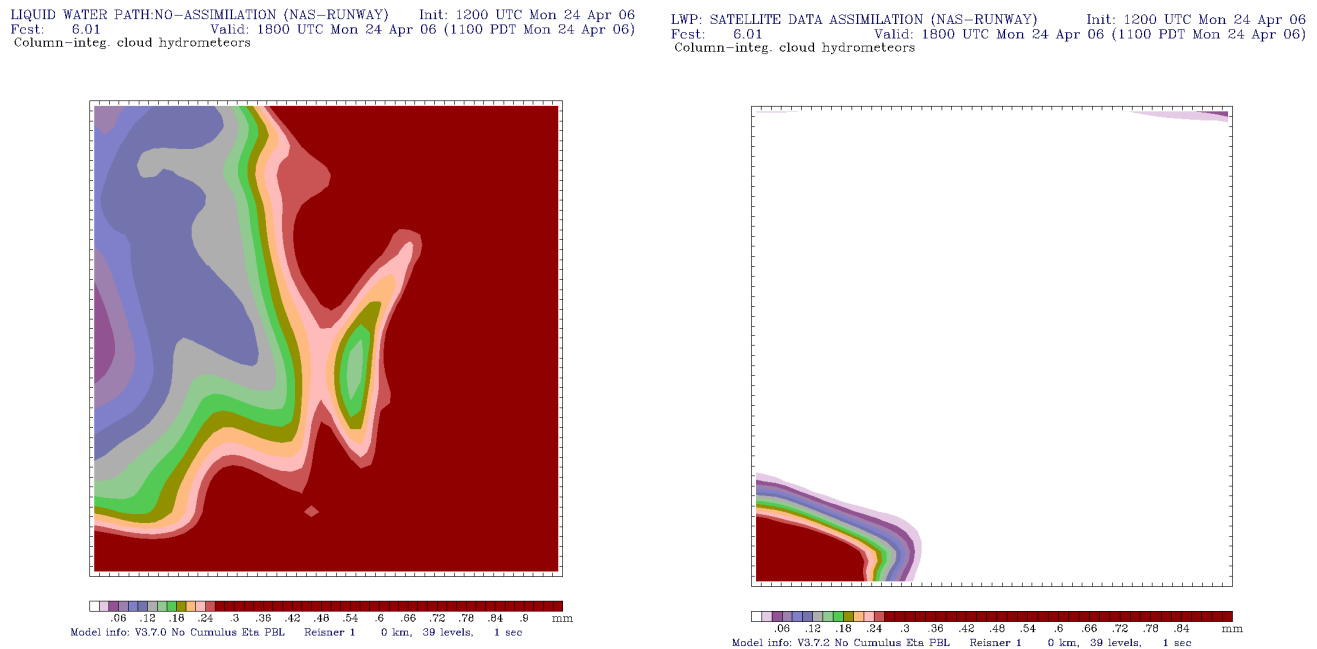 LIQUID WATER PATH:NO-ASSIMILATION (NAS-RUNWAY) Init: 1200 UTC Mon 24 Apr 06
Fcst: 6.01 Valid: 1800 UTC Mon 24 Apr 06 (1100 PDT Mon 24 Apr 06)
Column-integ. cloud hydrometeors
.06 .12 .18 .24 .3 .36 .42 .48 .54 .6 .66 .72 .78 .84 .9 mm
Model info: V3.7.0 No Cumulus Eta PBL Reisner 1 0 km, 39 levels, 1 sec
LWP: SATELLITE DATA ASSIMILATION (NAS-RUNWAY) Init: 1200 UTC Mon 24 Apr 06
Fcst: 6.01 Valid: 1800 UTC Mon 24 Apr 06 (1100 PDT Mon 24 Apr 06)
Column-integ. cloud hydrometeors
.06 .12 .18 .24 .3 .36 .42 .48 .54 .6 .66 .72 .78 .84 mm
Model info: V3.7.2 No Cumulus Eta PBL Reisner 1 0 km, 39 levels, 1 sec